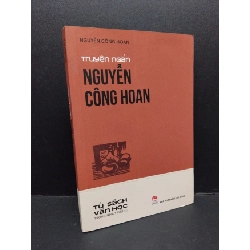 NGUYỄN CÔNG HOAN
Truyện ngắn
NGUYỄN
CÔNG HOAN
TỦ SÁCH
VĂN HỌC